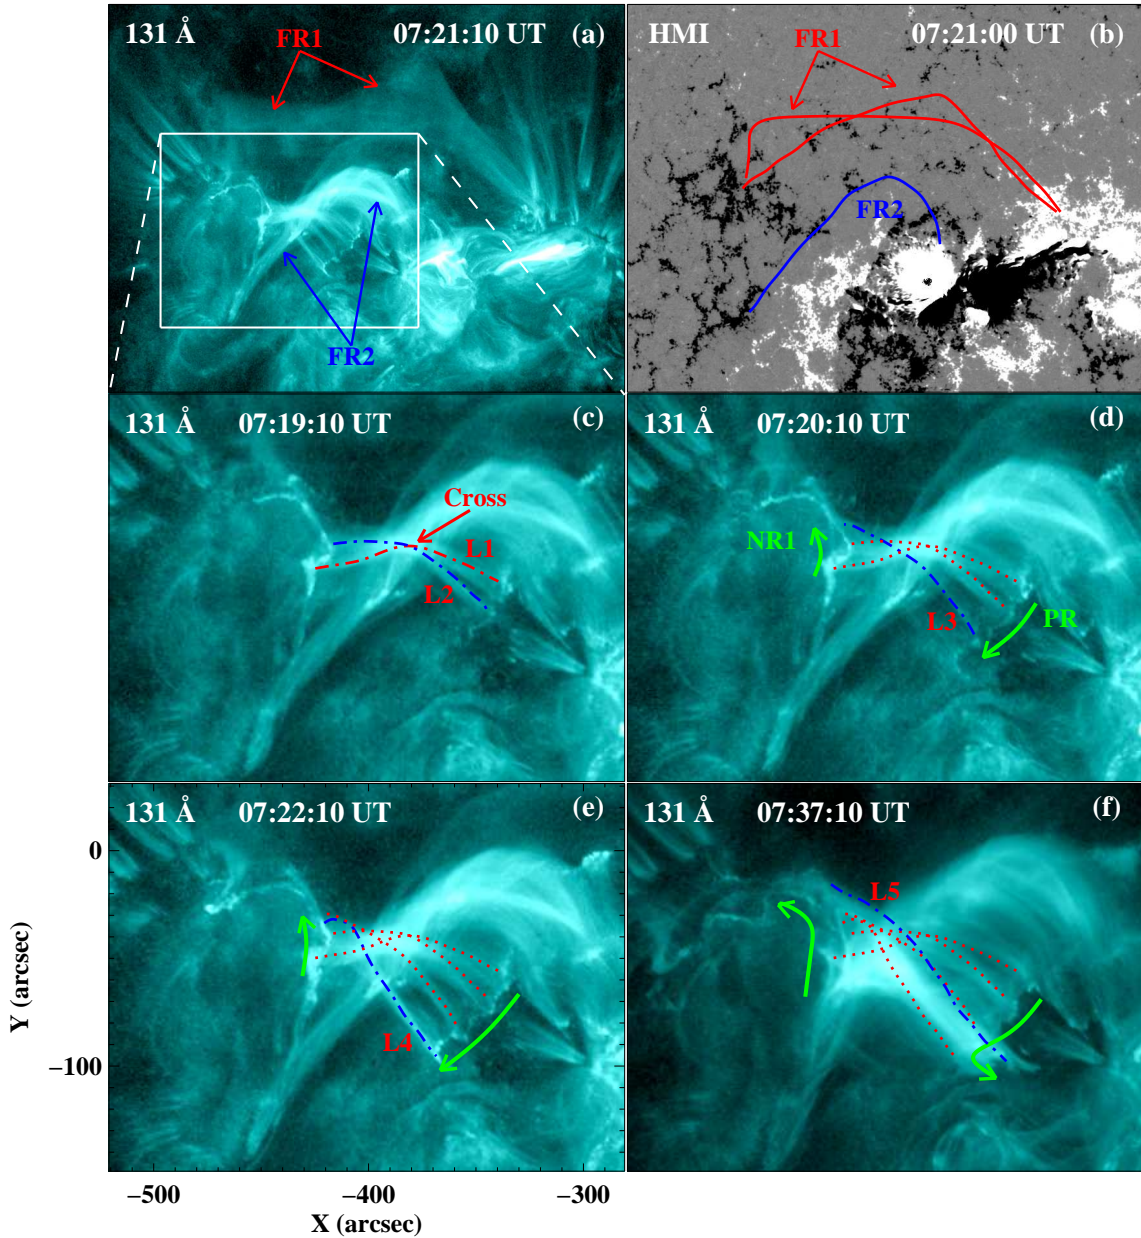 131 Å 07:21:10 UT (a)
FR1
FR2
HMI 07:21:00 UT (b)
FR1
FR2
131 Å 07:19:10 UT (c)
Cross
L1
L2
131 Å 07:20:10 UT (d)
NR1
L3
PR
131 Å 07:22:10 UT (e)
L4
131 Å 07:37:10 UT (f)
L5
0
−100
Y (arcsec)
−500 −400 −300
X (arcsec)